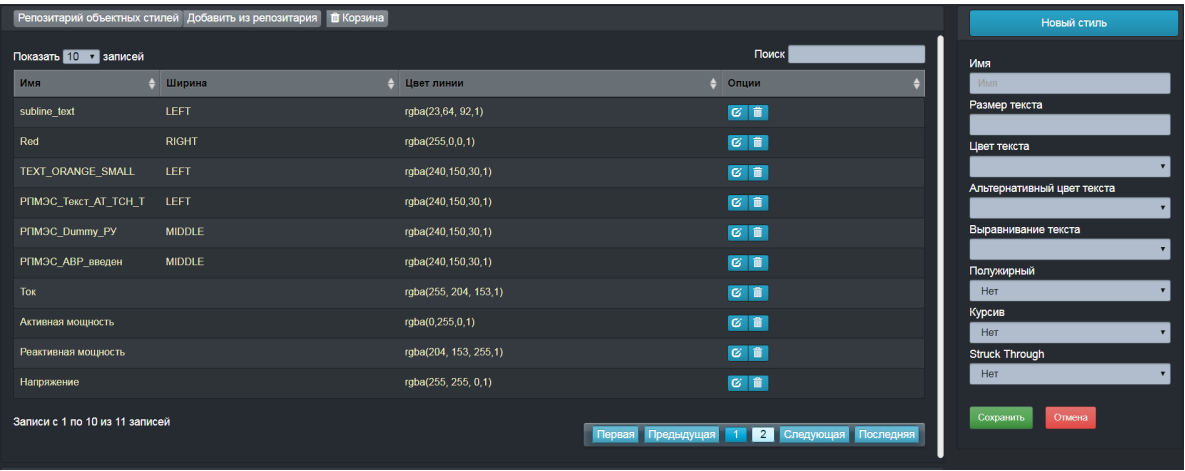 Репозитарий объектных стилей Добавить из репозитария Корзина
Показать 10 записей
Поиск
Имя Ширина Цвет линии Опции
subline_text LEFT rgba(23,64, 92,1)
Red RIGHT rgba(255,0,0,1)
TEXT_ORANGE_SMALL LEFT rgba(240,150,30,1)
РПМЭС_Текст_АТ_ТСН_Т LEFT rgba(240,150,30,1)
РПМЭС_Dummy_РУ MIDDLE rgba(240,150,30,1)
РПМЭС_АВР_введен MIDDLE rgba(240,150,30,1)
Ток rgba(255, 204, 153,1)
Активная мощность rgba(0,255,0,1)
Реактивная мощность rgba(204, 153, 255,1)
Напряжение rgba(255, 255, 0,1)
Записи с 1 по 10 из 11 записей
Первая Предыдущая 1 2 Следующая Последняя
Новый стиль
Имя
Имя
Размер текста
Цвет текста
Альтернативный цвет текста
Выравнивание текста
Полужирный
Нет
Курсив
Нет
Struck Through
Нет
Сохранить Отмена